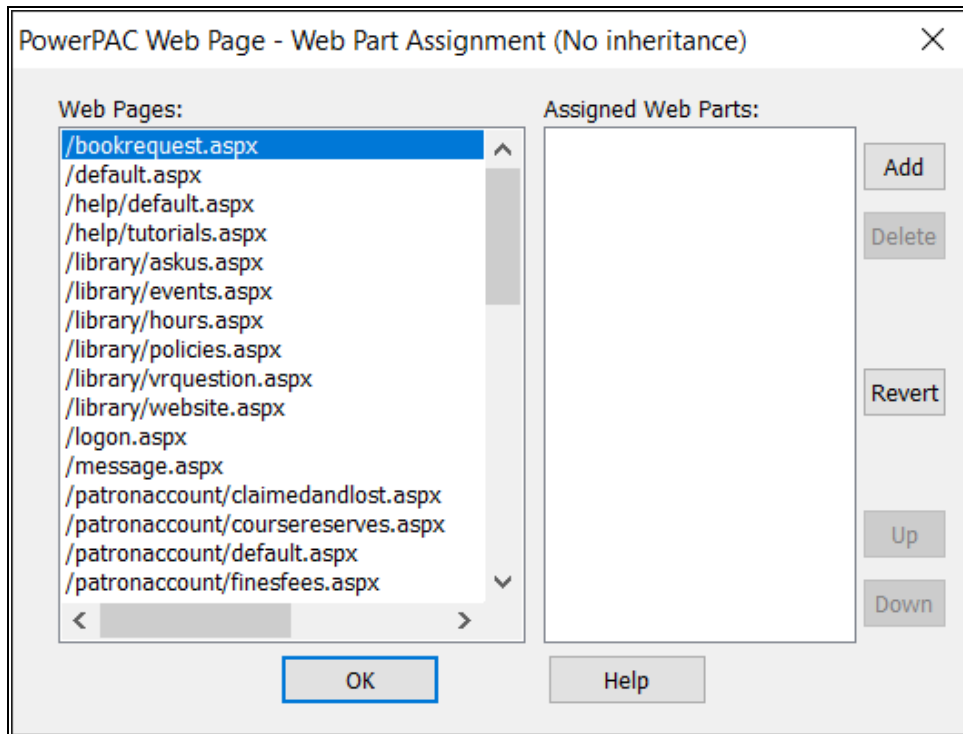 PowerPAC Web Page - Web Part Assignment (No inheritance)
Web Pages:
/bookrequest.aspx
/default.aspx
/help/default.aspx
/help/tutorials.aspx
/library/askus.aspx
/library/events.aspx
/library/hours.aspx
/library/policies.aspx
/library/vrquestion.aspx
/library/website.aspx
/logon.aspx
/message.aspx
/patronaccount/claimedandlost.aspx
/patronaccount/coursereserves.aspx
/patronaccount/default.aspx
/patronaccount/finesfees.aspx
Assigned Web Parts:
Add
Delete
Revert
Up
Down
OK
Help